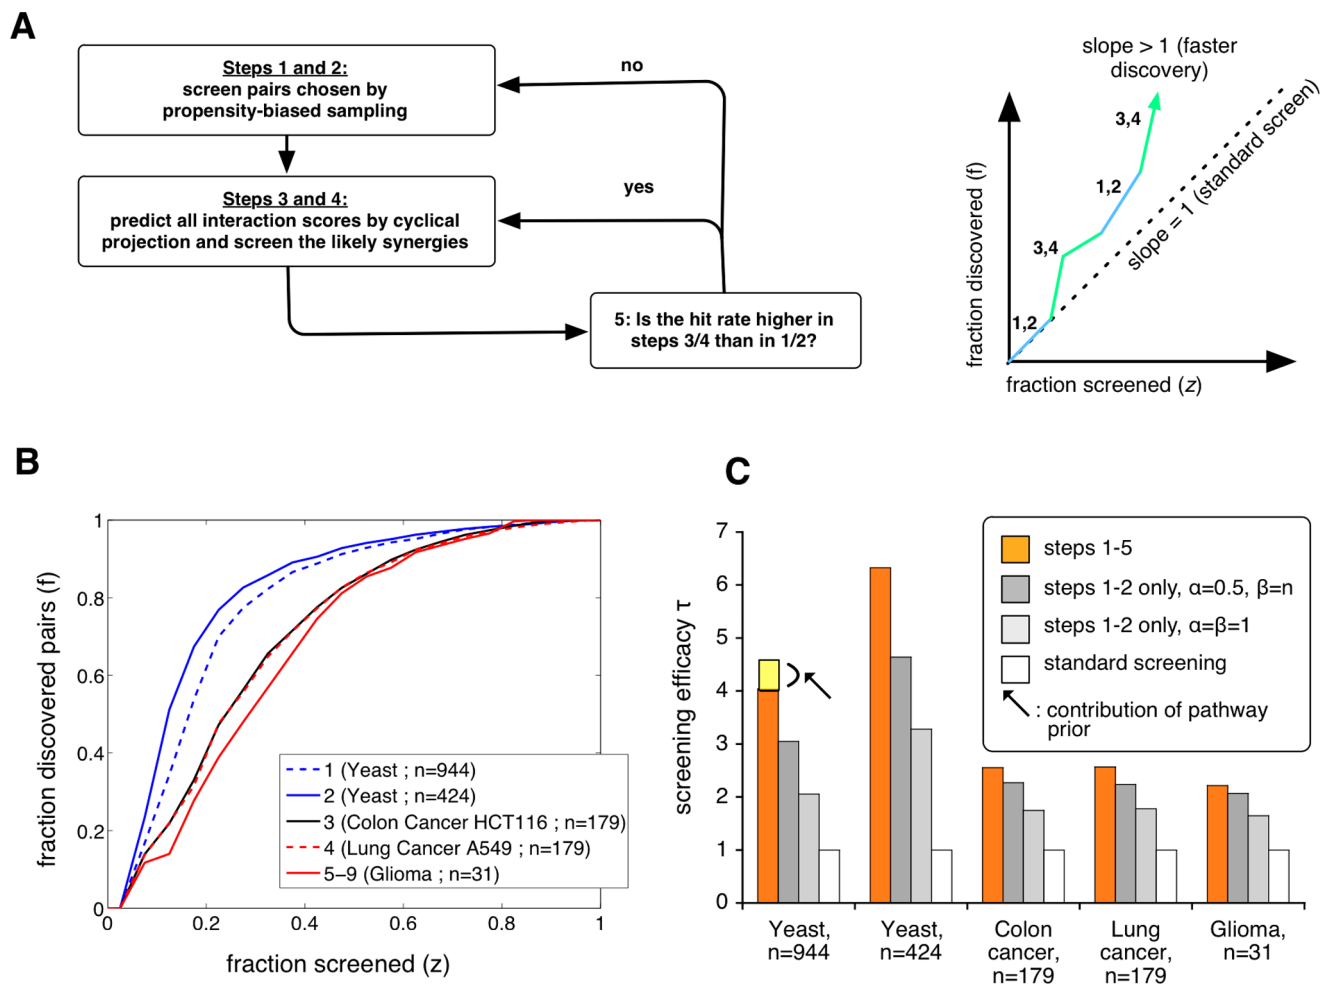 A
Steps 1 and 2:
screen pairs chosen by
propensity-biased sampling
no
Steps 3 and 4:
predict all interaction scores by cyclical
projection and screen the likely synergies
yes
5: Is the hit rate higher in
steps 3/4 than in 1/2?
slope > 1 (faster
discovery)
3,4
1,2
3,4
1,2
slope = 1 (standard screen)
fraction discovered (f)
fraction screened (z)
B
fraction discovered pairs (f)
1
0.8
0.6
0.4
0.2
0
0
0.2
0.4
0.6
0.8
1
fraction screened (z)
1 (Yeast ; n=944)
2 (Yeast ; n=424)
3 (Colon Cancer HCT116 ; n=179)
4 (Lung Cancer A549 ; n=179)
5−9 (Glioma ; n=31)
C
screening efficacy τ
7
6
5
4
3
2
1
0
steps 1-5
steps 1-2 only, α=0.5, β=n
steps 1-2 only, α=β=1
standard screening
: contribution of pathway
prior
Yeast,
n=944
Yeast,
n=424
Colon
cancer,
n=179
Lung
cancer,
n=179
Glioma,
n=31